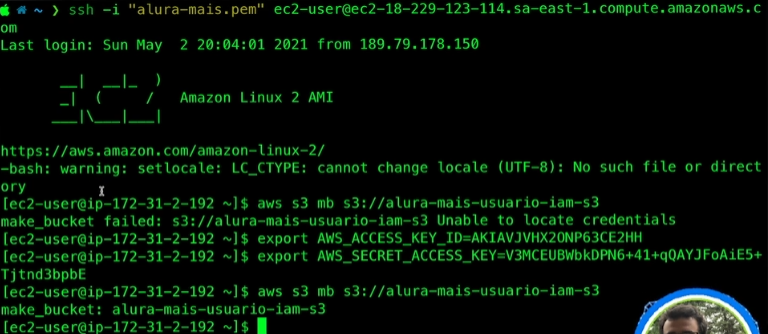 ~ ❯ ssh -i "alura-mais.pem" ec2-user@ec2-18-229-123-114.sa-east-1.compute.amazonaws.c
om
Last login: Sun May  2 20:04:01 2021 from 189.79.178.150
__|  __|_  )
_|  (     /   Amazon Linux 2 AMI
___|\___|___|
https://aws.amazon.com/amazon-linux-2/
-bash: warning: setlocale: LC_CTYPE: cannot change locale (UTF-8): No such file or direct
ory
[ec2-user@ip-172-31-2-192 ~]$ aws s3 mb s3://alura-mais-usuario-iam-s3
make_bucket failed: s3://alura-mais-usuario-iam-s3 Unable to locate credentials
[ec2-user@ip-172-31-2-192 ~]$ export AWS_ACCESS_KEY_ID=AKIAVJVHX2ONP63CE2HH
[ec2-user@ip-172-31-2-192 ~]$ export AWS_SECRET_ACCESS_KEY=V3MCEUBWbkDPN6+41+qQAYJFoAiE5+
Tjtnd3bpbE
[ec2-user@ip-172-31-2-192 ~]$ aws s3 mb s3://alura-mais-usuario-iam-s3
make_bucket: alura-mais-usuario-iam-s3
[ec2-user@ip-172-31-2-192 ~]$